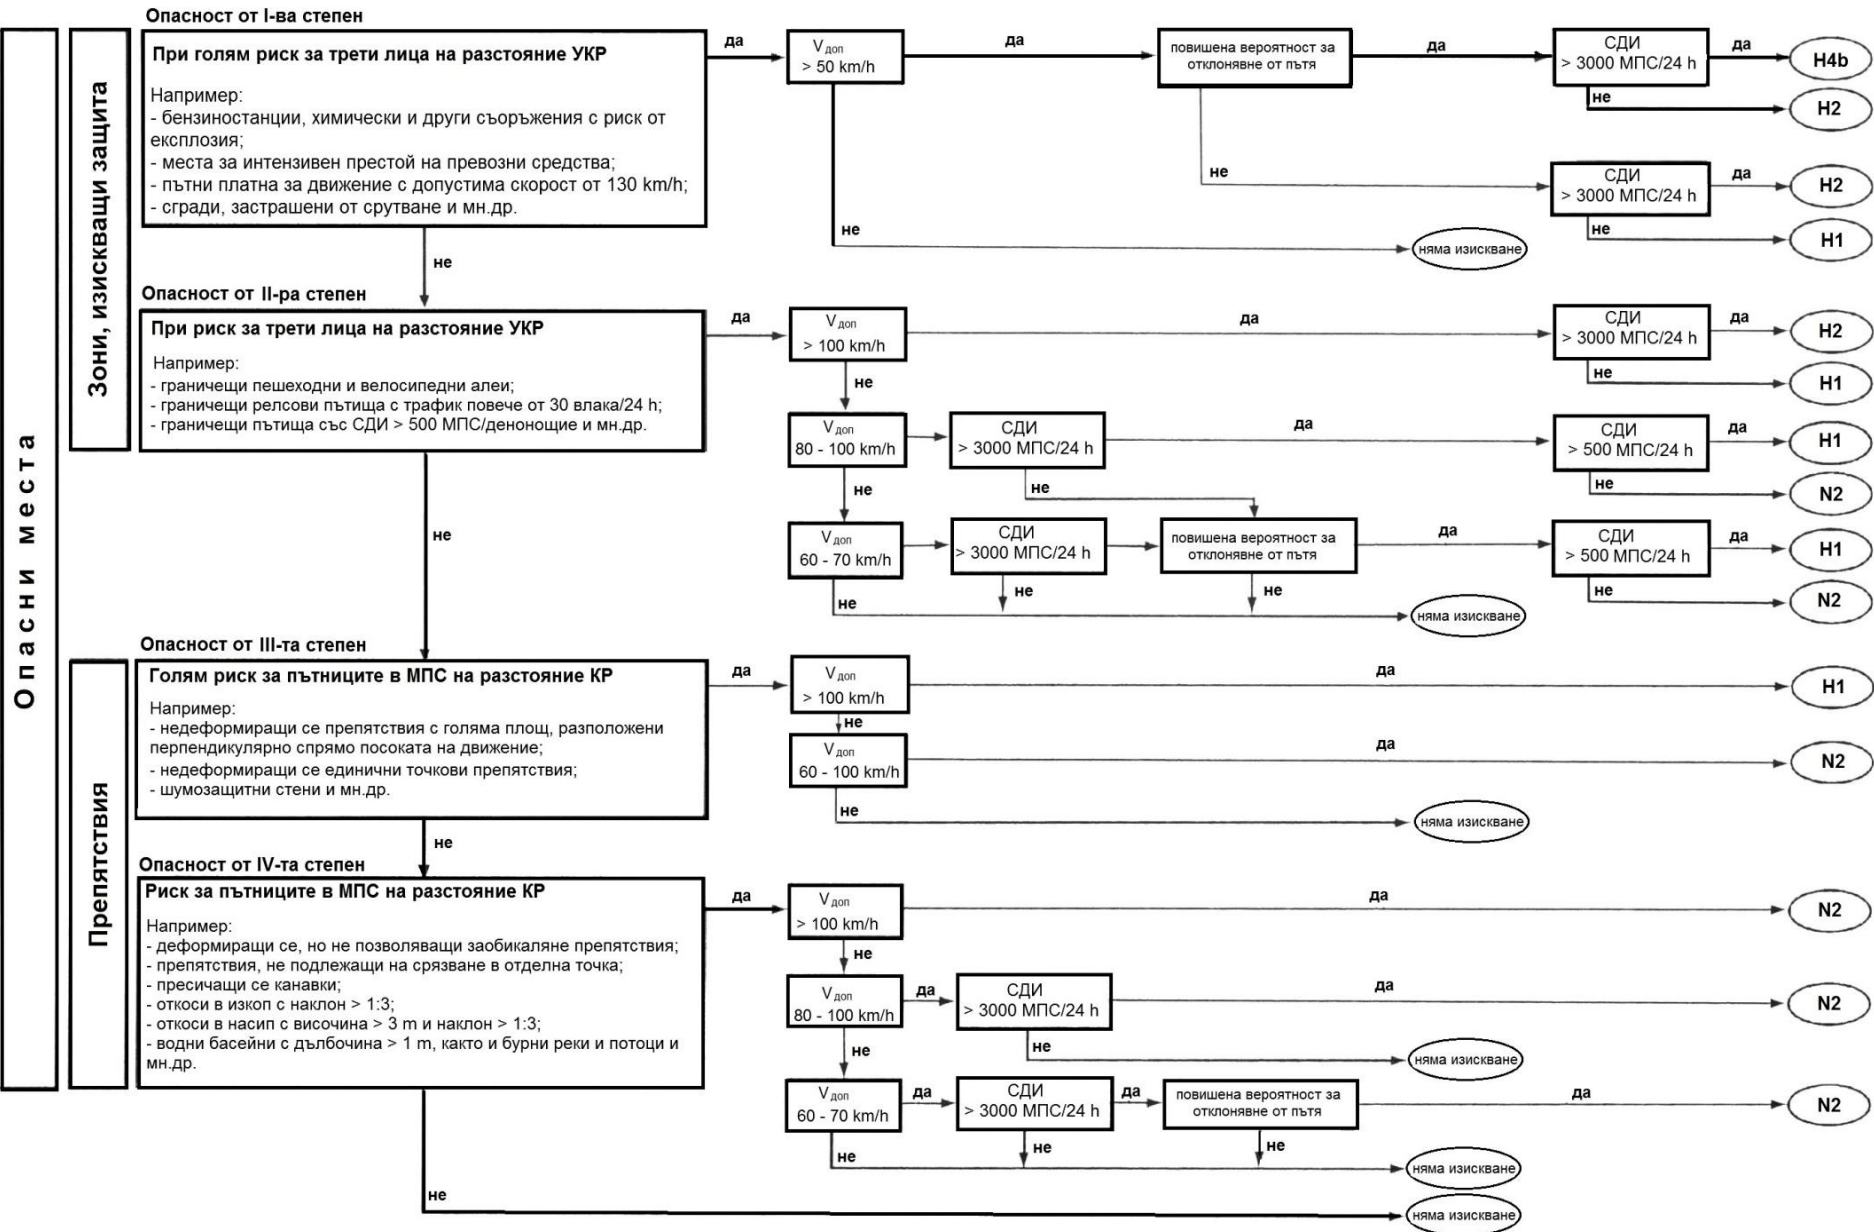 Опасни места
Зони, изискващи защита
Опасност от I-ва степен
При голям риск за трети лица на разстояние УКР
Например:
- бензиностанции, химически и други съоръжения с риск от
експлозия;
- места за интензивен престой на превозни средства;
- пътни платна за движение с допустима скорост от 130 km/h;
- сгради, застрашени от срутване и мн.др.
да
V доп
> 50 km/h
да
повишена вероятност за
отклонявне от пътя
да
СДИ
> 3000 МПС/24 h
да
H4b
не
H2
не
СДИ
> 3000 МПС/24 h
да
H2
не
H1
не
няма изискване
не
Опасност от II-ра степен
При риск за трети лица на разстояние УКР
Например:
- граничещи пешеходни и велосипедни алеи;
- граничещи релсови пътища с трафик повече от 30 влака/24 h;
- граничещи пътища със СДИ > 500 МПС/денонощие и мн.др.
да
V доп
> 100 km/h
да
СДИ
> 3000 МПС/24 h
да
H2
не
H1
не
V доп
80 - 100 km/h
СДИ
> 3000 МПС/24 h
да
СДИ
> 500 МПС/24 h
да
H1
не
N2
не
не
V доп
60 - 70 km/h
СДИ
> 3000 МПС/24 h
повишена вероятност за
отклонявне от пътя
да
СДИ
> 500 МПС/24 h
да
H1
не
N2
не
не
не
няма изискване
не
Препятствия
Опасност от III-та степен
Голям риск за пътниците в МПС на разстояние КР
Например:
- недеформиращи се препятствия с голяма площ, разположени
перпендикулярно спрямо посоката на движение;
- недеформиращи се единични точкови препятствия;
- шумозащитни стени и мн.др.
да
V доп
> 100 km/h
да
H1
не
V доп
60 - 100 km/h
да
N2
не
няма изискване
не
Опасност от IV-та степен
Риск за пътниците в МПС на разстояние КР
Например:
- деформиращи се, но не позволяващи заобикаляне препятствия;
- препятствия, не подлежащи на срязване в отделна точка;
- пресичащи се канавки;
- откоси в изкоп с наклон > 1:3;
- откоси в насип с височина > 3 m и наклон > 1:3;
- водни басейни с дълбочина > 1 m, както и бурни реки и потоци и
мн.др.
да
V доп
> 100 km/h
да
N2
не
V доп
80 - 100 km/h
да
СДИ
> 3000 МПС/24 h
да
N2
не
няма изискване
не
V доп
60 - 70 km/h
да
СДИ
> 3000 МПС/24 h
да
повишена вероятност за
отклонявне от пътя
да
N2
не
не
не
няма изискване
не
няма изискване